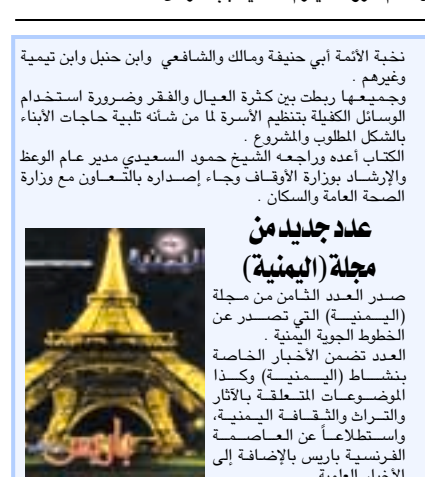 نخبة الأئمة أبي حنيفة ومالك والشافعي وابن حنبل وابن تيمية
وغيرهم .
وجميعها ربطت بين كثرة العيال والفقر وضرورة استخدام
الوسائل الكفيلة بتنظيم الأسرة لما من شأنه تلبية حاجات الأبناء
بالشكل المطلوب والمشروع .
الكتاب أعده وراجعه الشيخ حمود السعيدي مدير عام الوعظ
والإرشاد بوزارة الأوقاف وجاء إصداره بالتعاون مع وزارة
الصحة العامة والسكان .
عدد جديد من
مجلة (اليمنية)
صدر العدد الثامن من مجلة
(اليمنية) التي تصدر عن
الخطوط الجوية اليمنية .
العدد تضمن الأخبار الخاصة
بنشاط (اليمنية) وكذا
الموضوعات المتعلقة بالآثار
والتراث والثقافة اليمنية،
واستطلاعاً عن العاصمة
الفرنسية باريس بالإضافة إلى
اليمنية
باريس